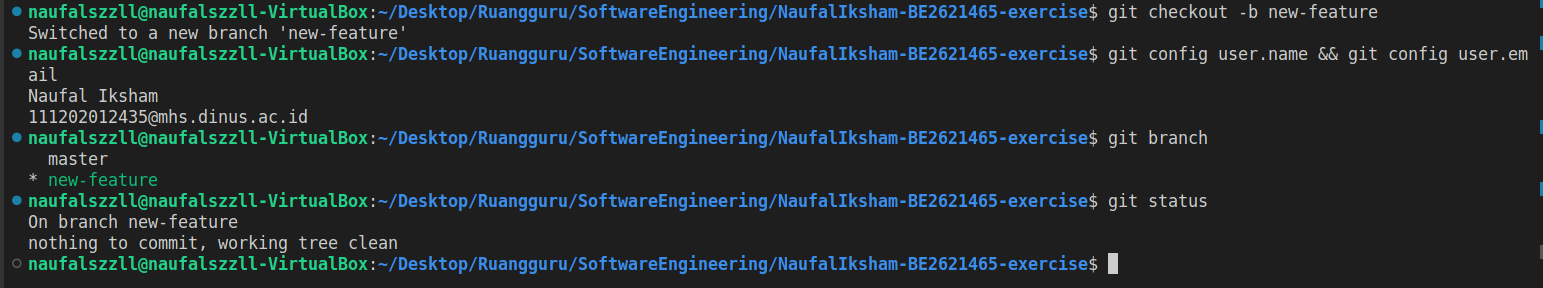 naufalszzll@naufalszzll-VirtualBox:~/Desktop/Ruangguru/SoftwareEngineering/NaufalIksham-BE2621465-exercise$ git checkout -b new-feature
Switched to a new branch 'new-feature'
naufalszzll@naufalszzll-VirtualBox:~/Desktop/Ruangguru/SoftwareEngineering/NaufalIksham-BE2621465-exercise$ git config user.name && git config user.em
ail
Naufal Iksham
111202012435@mhs.dinus.ac.id
naufalszzll@naufalszzll-VirtualBox:~/Desktop/Ruangguru/SoftwareEngineering/NaufalIksham-BE2621465-exercise$ git branch
  master
* new-feature
naufalszzll@naufalszzll-VirtualBox:~/Desktop/Ruangguru/SoftwareEngineering/NaufalIksham-BE2621465-exercise$ git status
On branch new-feature
nothing to commit, working tree clean
naufalszzll@naufalszzll-VirtualBox:~/Desktop/Ruangguru/SoftwareEngineering/NaufalIksham-BE2621465-exercise$